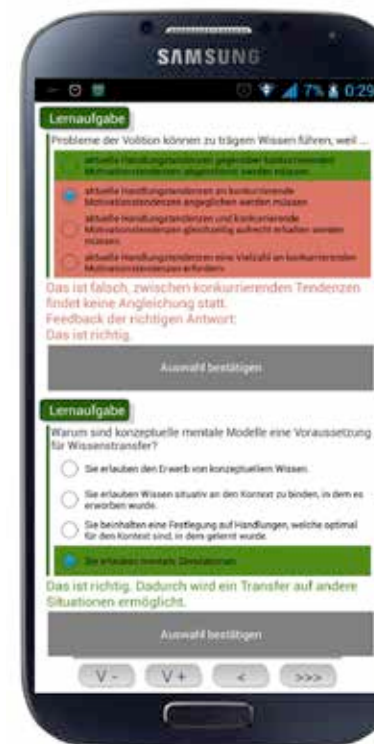 SAMSUNG
7% 0:29
Lernaufgabe
Probleme der Volition können zu trägem Wissen führen, weil ...
aktuelle Handlungstendenzen gegenüber konkurrierenden
Motivationstendenzen abgeschirmt werden müssen.
aktuelle Handlungstendenzen an konkurrierende
Motivationstendenzen angeglichen werden müssen.
aktuelle Handlungstendenzen und konkurrierende
Motivationstendenzen gleichzeitig aufrecht erhalten werden
müssen.
aktuelle Handlungstendenzen eine Vielzahl an konkurrierenden
Motivationstendenzen erfordern.
Das ist falsch, zwischen konkurrierenden Tendenzen
findet keine Angleichung statt.
Feedback der richtigen Antwort:
Das ist richtig.
Auswahl bestätigen
Lernaufgabe
Warum sind konzeptuelle mentale Modelle eine Voraussetzung
für Wissenstransfer?
Sie erlauben den Erwerb von konzeptuellem Wissen.
Sie erlauben Wissen situativ an den Kontext zu binden, in dem es
erworben wurde.
Sie beinhalten eine Festlegung auf Handlungen, welche optimal
für den Kontext sind, in dem gelernt wurde.
Sie erlauben mentale Simulationen.
Das ist richtig. Dadurch wird ein Transfer auf andere
Situationen ermöglicht.
Auswahl bestätigen
V - V + < >>>